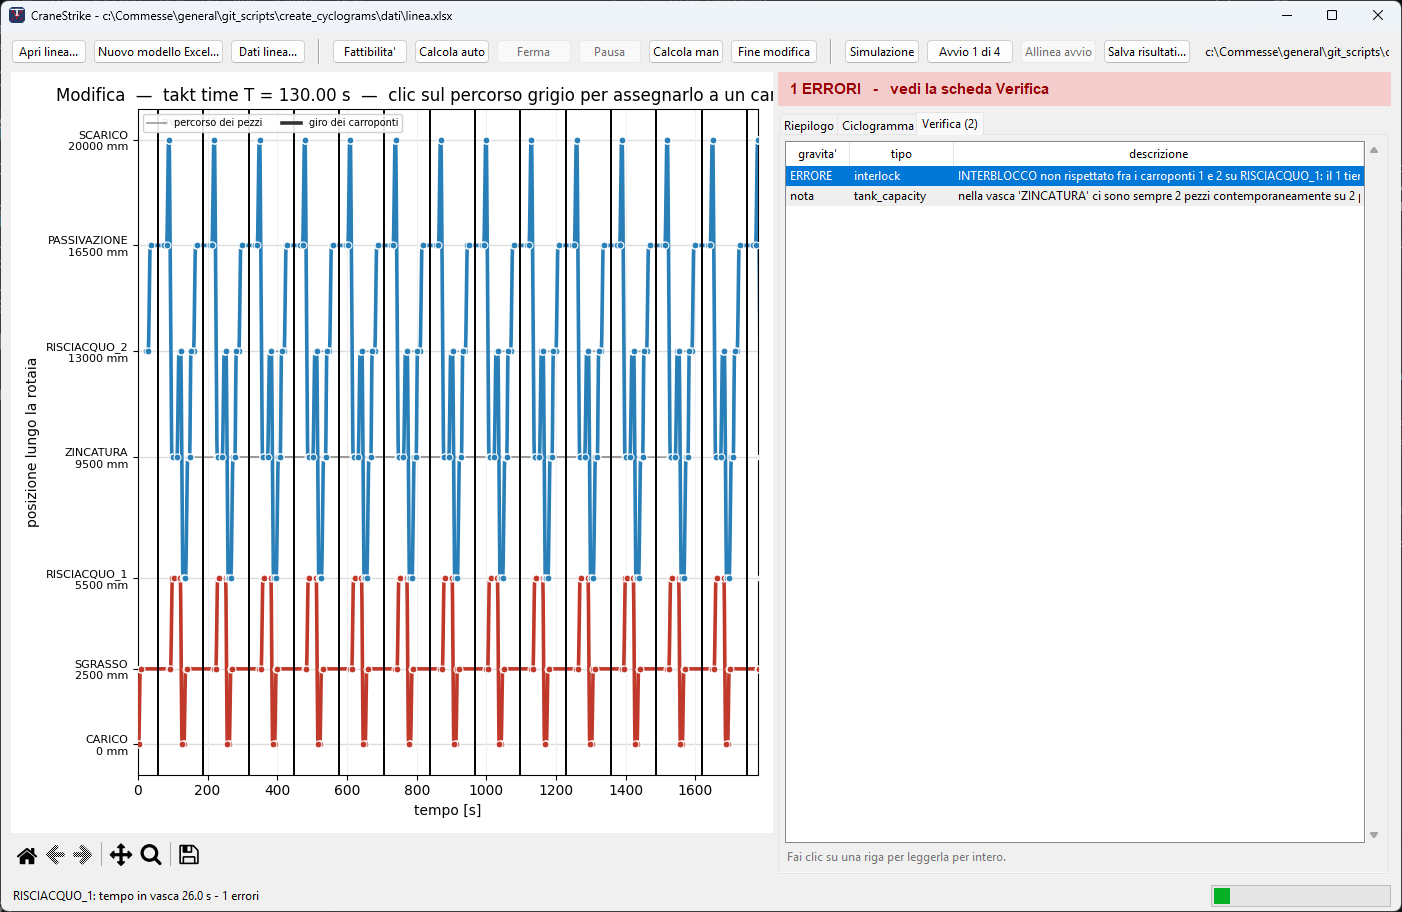 CraneStrike - c:\Commesse\general\git_scripts\create_cyclograms\dati\linea.xlsx
Apri linea... Nuovo modello Excel... Dati linea... Fattibilita' Calcola auto Ferma Pausa Calcola man Fine modifica Simulazione Avvio 1 di 4 Allinea avvio Salva risultati... c:\Commesse\general\git_scripts\c
Modifica — takt time T = 130.00 s — clic sul percorso grigio per assegnarlo a un car
percorso dei pezzi giro dei carroponti
SCARICO
20000 mm
PASSIVAZIONE
16500 mm
RISCIACQUO_2
13000 mm
ZINCATURA
9500 mm
RISCIACQUO_1
5500 mm
SGRASSO
2500 mm
CARICO
0 mm
posizione lungo la rotaia
0 200 400 600 800 1000 1200 1400 1600
tempo [s]
1 ERRORI - vedi la scheda Verifica
Riepilogo Ciclogramma Verifica (2)
gravita' tipo descrizione
ERRORE interlock INTERBLOCCO non rispettato fra i carroponti 1 e 2 su RISCIACQUO_1: il 1 tier
nota tank_capacity nella vasca 'ZINCATURA' ci sono sempre 2 pezzi contemporaneamente su 2 p
Fai clic su una riga per leggerla per intero.
RISCIACQUO_1: tempo in vasca 26.0 s - 1 errori